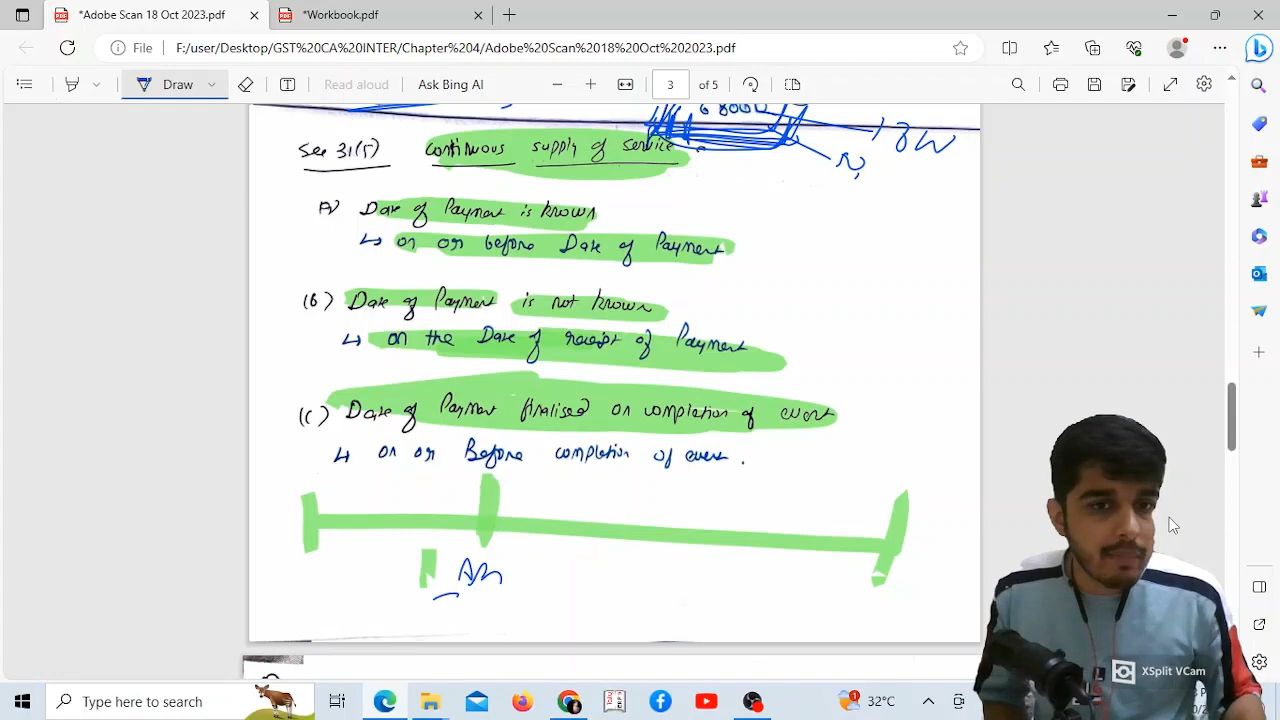 *Adobe Scan 18 Oct 2023.pdf
*Workbook.pdf
File F:/user/Desktop/GST%20CA%20INTER/Chapter%204/Adobe%20Scan%2018%20Oct%202023.pdf
Draw
Read aloud
Ask Bing AI
3 of 5
Sec 31(5) continuous supply of service
A) Date of Payment is known
↳ on or before Date of Payment
(B) Date of Payment is not known
↳ on the Date of receipt of Payment
(C) Date of Payment finalised on completion of event
↳ on or Before completion of event.
XSplit VCam
Type here to search
32°C